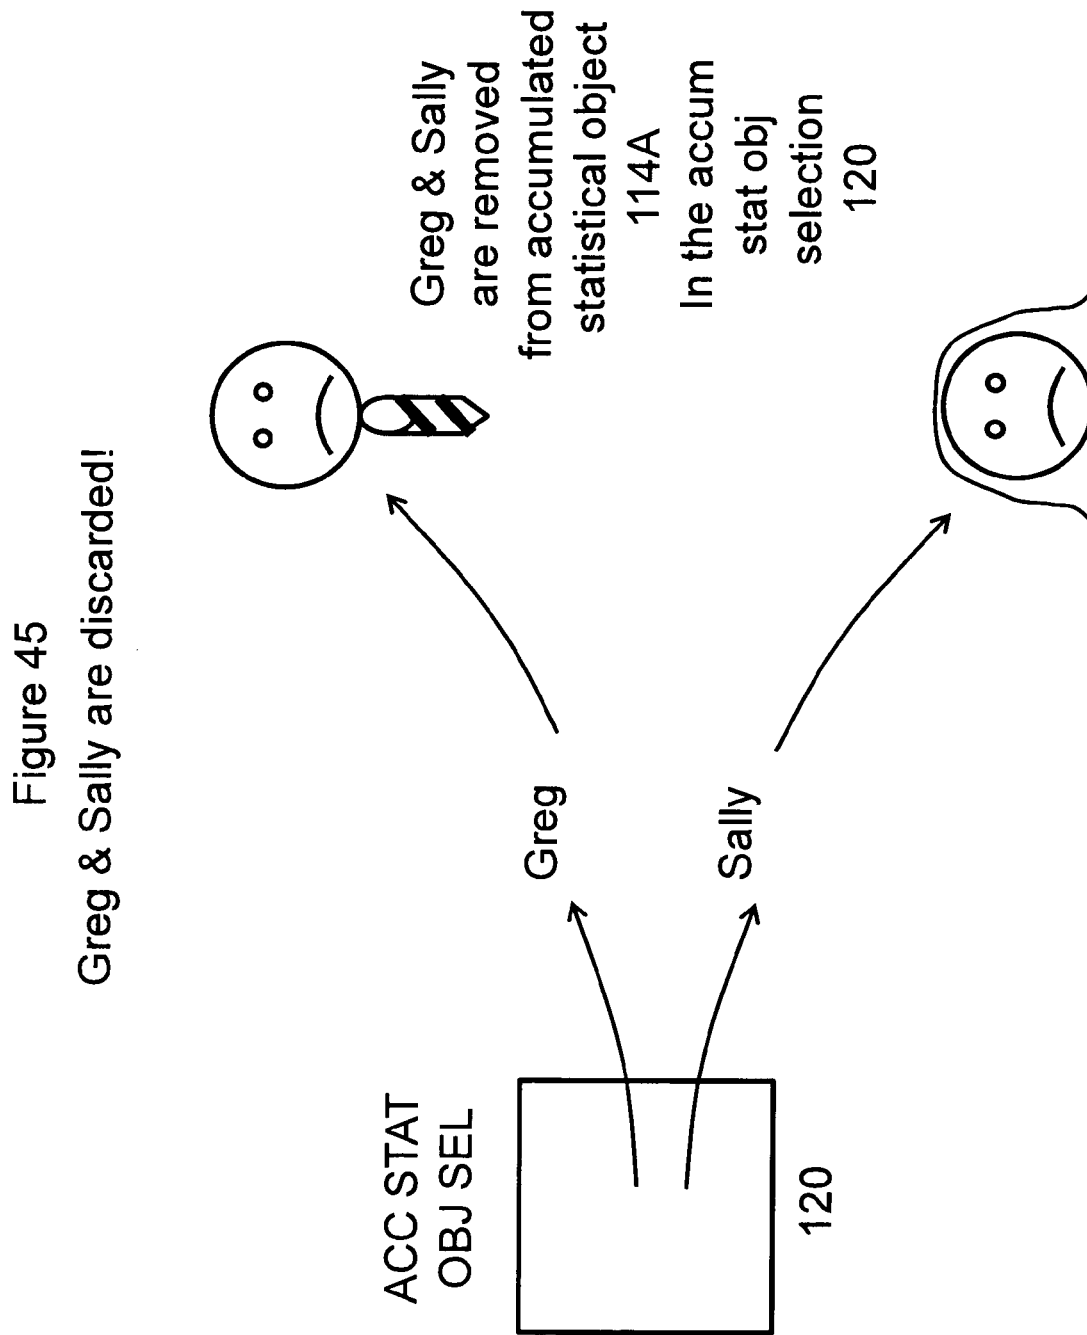 Figure 45
Greg & Sally are discarded!
ACC STAT
OBJ SEL
120
Greg
Sally
Greg & Sally
are removed
from accumulated
statistical object
114A
In the accum
stat obj
selection
120